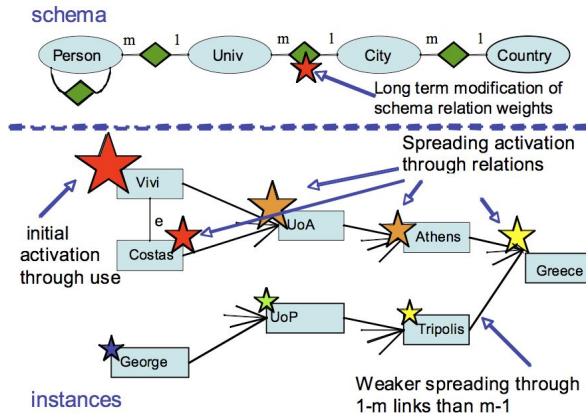 schema
m 1 m 1 m 1
Person Univ City Country
Long term modification of
schema relation weights
Spreading activation
through relations
Vivi
e
initial
activation
through use
Costas
UoA
Athens
Greece
UoP
Tripolis
George
Weaker spreading through
1-m links than m-1
instances